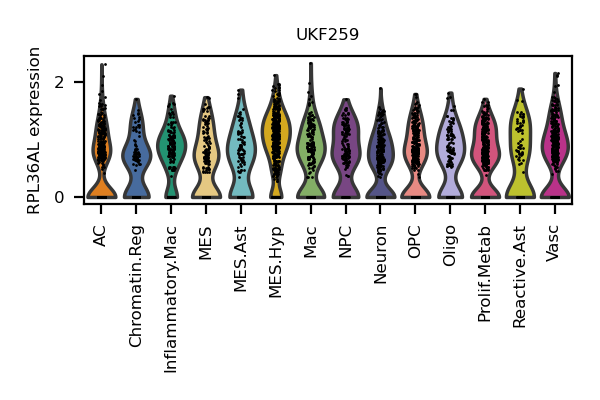 UKF259
RPL36AL expression
2
0
AC
Chromatin.Reg
Inflammatory.Mac
MES
MES.Ast
MES.Hyp
Mac
NPC
Neuron
OPC
Oligo
Prolif.Metab
Reactive.Ast
Vasc